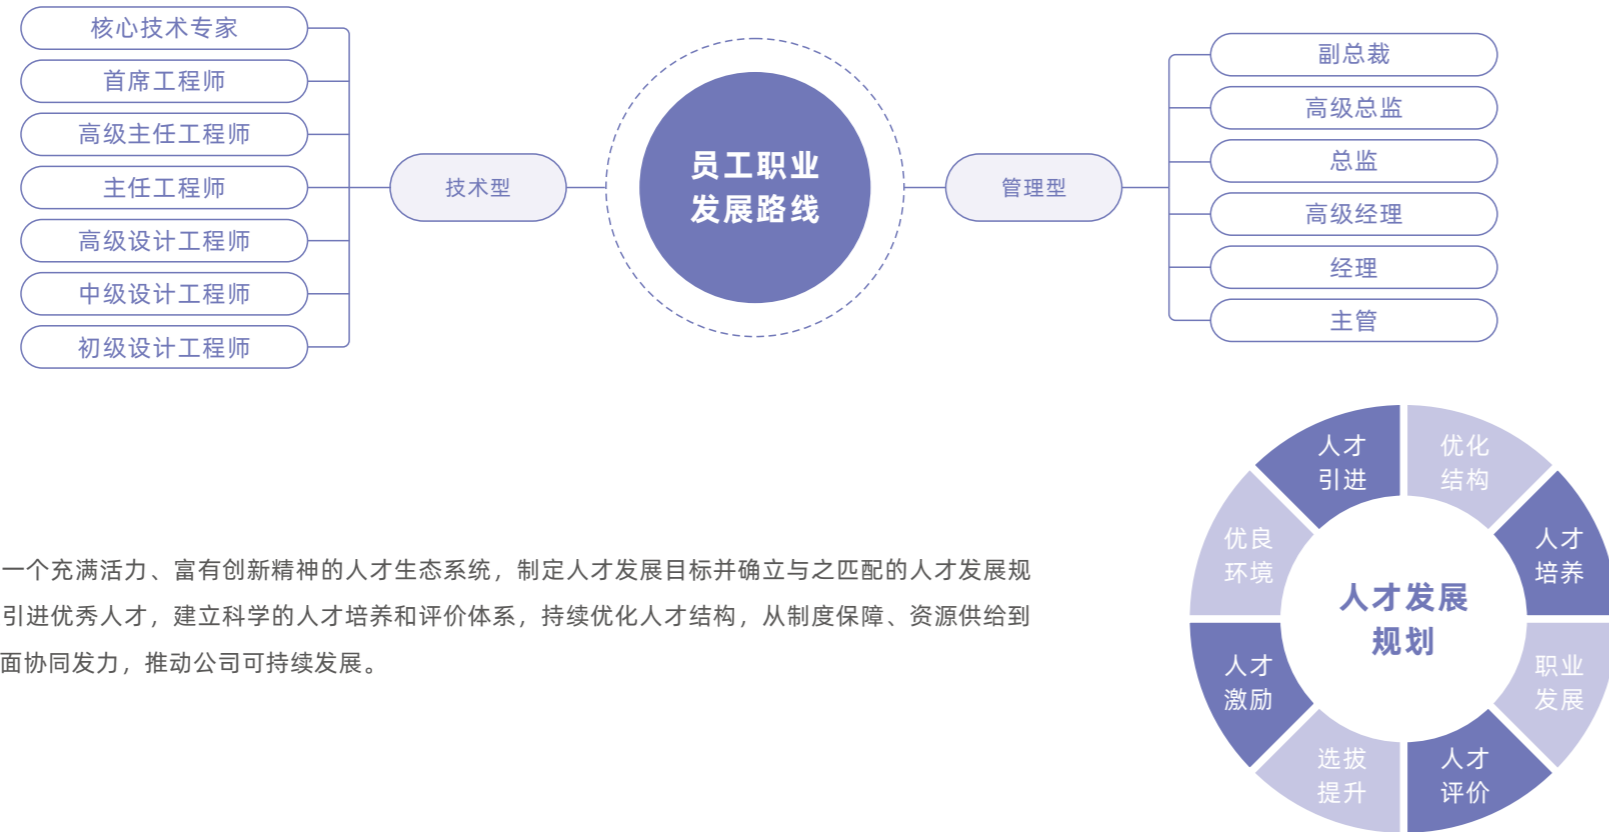 核心技术专家
首席工程师
高级主任工程师
主任工程师
高级设计工程师
中级设计工程师
初级设计工程师
技术型
员工职业
发展路线
管理型
副总裁
高级总监
总监
高级经理
经理
主管
一个充满活力、富有创新精神的人才生态系统，制定人才发展目标并确立与之匹配的人才发展规
引进优秀人才，建立科学的人才培养和评价体系，持续优化人才结构，从制度保障、资源供给到
面协同发力，推动公司可持续发展。
人才
引进
优化
结构
人才
培养
职业
发展
人才
评价
选拔
提升
人才
激励
优良
环境
人才发展
规划